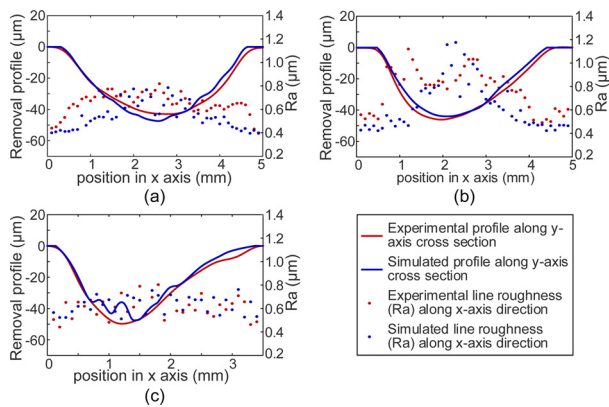 20
0
-20
-40
-60
Removal profile (μm)
1.4
1.2
1.0
0.8
0.6
0.4
0.2
Ra (μm)
0 1 2 3 4 5
position in x axis (mm)
(a)
20
0
-20
-40
-60
Removal profile (μm)
1.4
1.2
1.0
0.8
0.6
0.4
0.2
Ra (μm)
0 1 2 3 4 5
position in x axis (mm)
(b)
20
0
-20
-40
-60
Removal profile (μm)
1.4
1.2
1.0
0.8
0.6
0.4
0.2
Ra (μm)
0 1 2 3
position in x axis (mm)
(c)
Experimental profile along y-
axis cross section
Simulated profile along y-axis
cross section
Experimental line roughness
(Ra) along x-axis direction
Simulated line roughness
(Ra) along x-axis direction